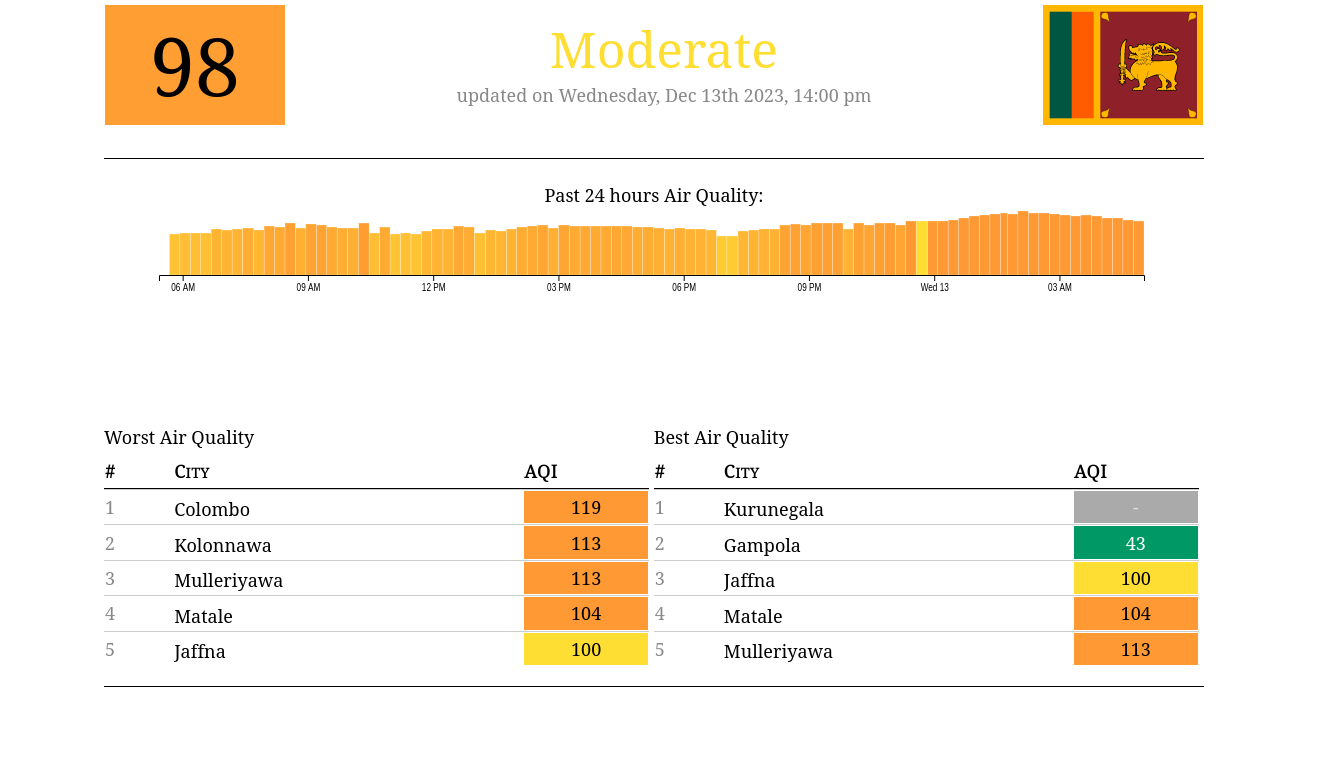 98
Moderate
updated on Wednesday, Dec 13th 2023, 14:00 pm
Past 24 hours Air Quality:
06 AM 09 AM 12 PM 03 PM 06 PM 09 PM Wed 13 03 AM
Worst Air Quality
# City AQI
1 Colombo 119
2 Kolonnawa 113
3 Mulleriyawa 113
4 Matale 104
5 Jaffna 100
Best Air Quality
# City AQI
1 Kurunegala -
2 Gampola 43
3 Jaffna 100
4 Matale 104
5 Mulleriyawa 113